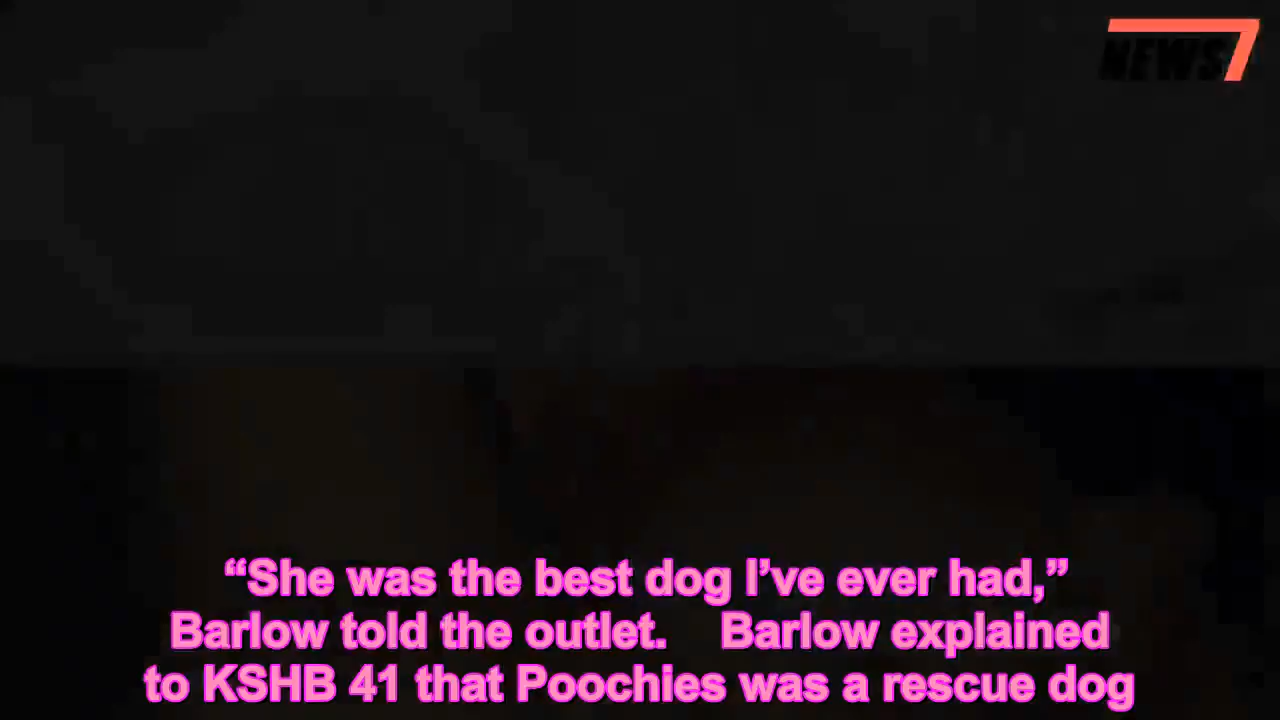 NEWS7
“She was the best dog I’ve ever had,”
Barlow told the outlet. Barlow explained
to KSHB 41 that Poochies was a rescue dog